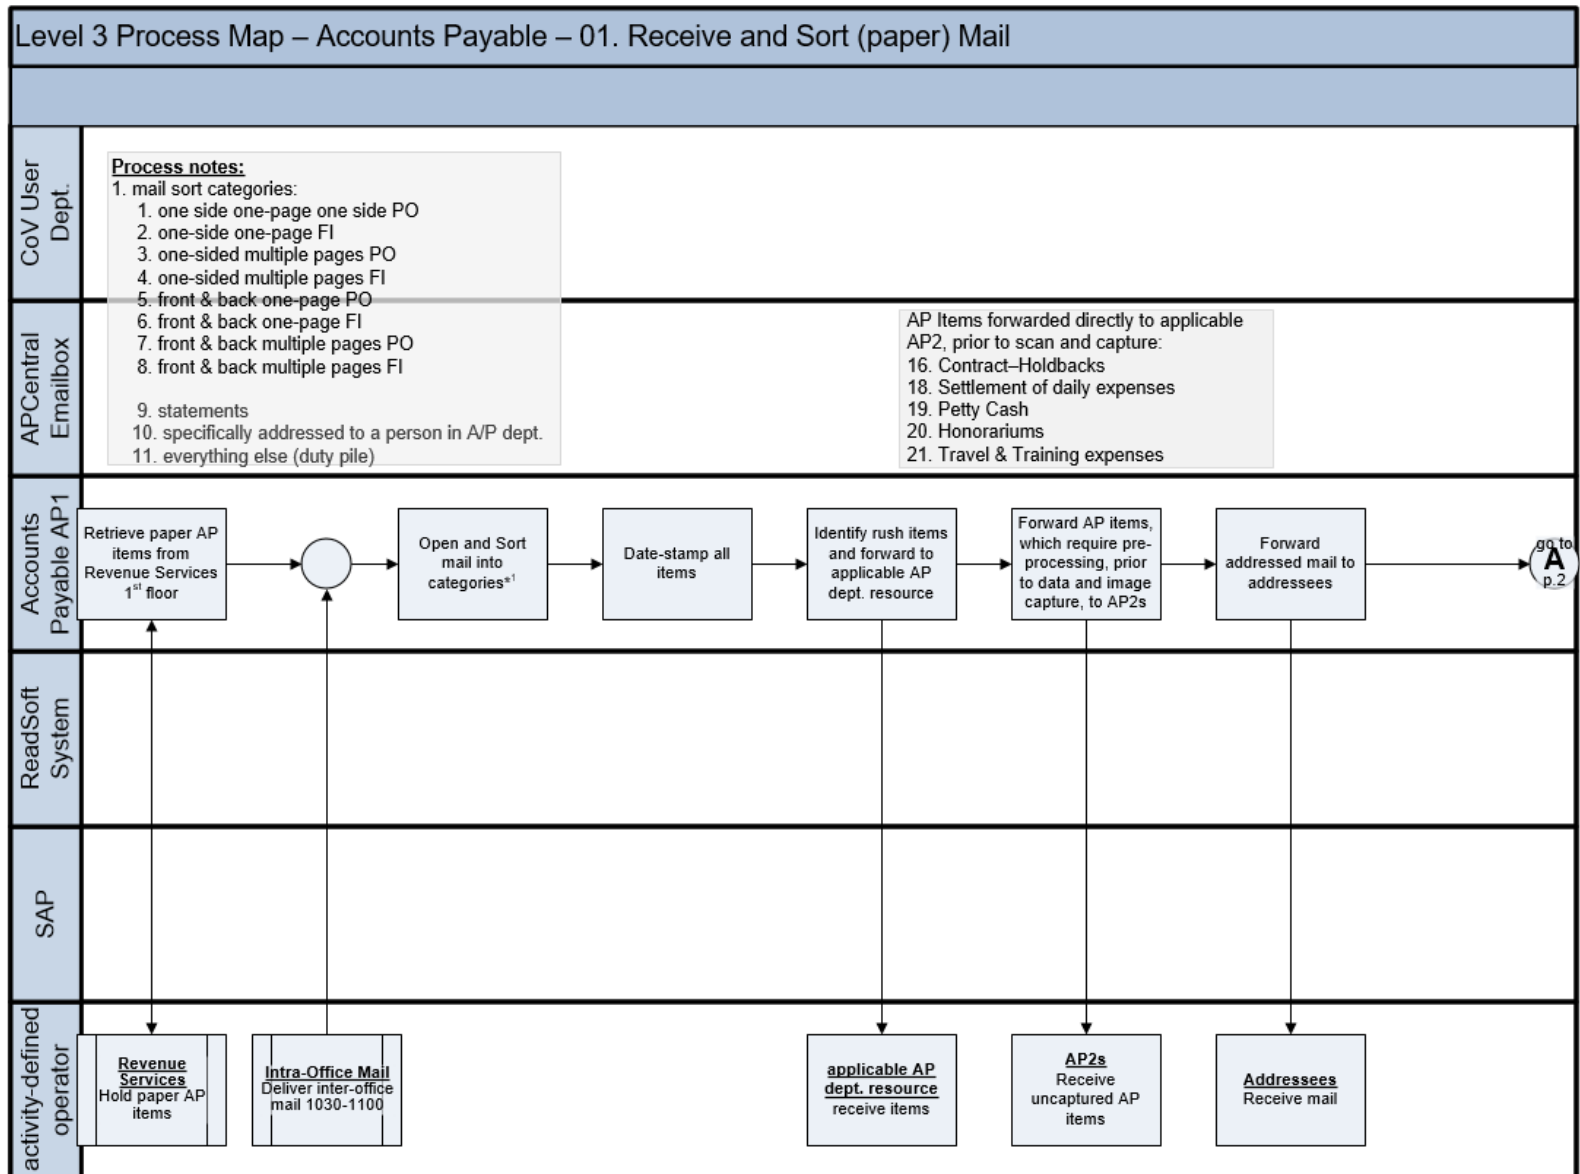 Level 3 Process Map – Accounts Payable – 01. Receive and Sort (paper) Mail
CoV User
Dept.
Process notes:
1. mail sort categories:
1. one side one-page one side PO
2. one-side one-page FI
3. one-sided multiple pages PO
4. one-sided multiple pages FI
5. front & back one-page PO
6. front & back one-page FI
7. front & back multiple pages PO
8. front & back multiple pages FI
9. statements
10. specifically addressed to a person in A/P dept.
11. everything else (duty pile)
APCentral
Emailbox
AP Items forwarded directly to applicable
AP2, prior to scan and capture:
16. Contract–Holdbacks
18. Settlement of daily expenses
19. Petty Cash
20. Honorariums
21. Travel & Training expenses
Accounts
Payable AP1
Retrieve paper AP
items from
Revenue Services
1st floor
Open and Sort
mail into
categories*1
Date-stamp all
items
Identify rush items
and forward to
applicable AP
dept. resource
Forward AP items,
which require pre-
processing, prior
to data and image
capture, to AP2s
Forward
addressed mail to
addressees
go to
A
p.2
ReadSoft
System
SAP
activity-defined
operator
Revenue
Services
Hold paper AP
items
Intra-Office Mail
Deliver inter-office
mail 1030-1100
applicable AP
dept. resource
receive items
AP2s
Receive
uncaptured AP
items
Addressees
Receive mail